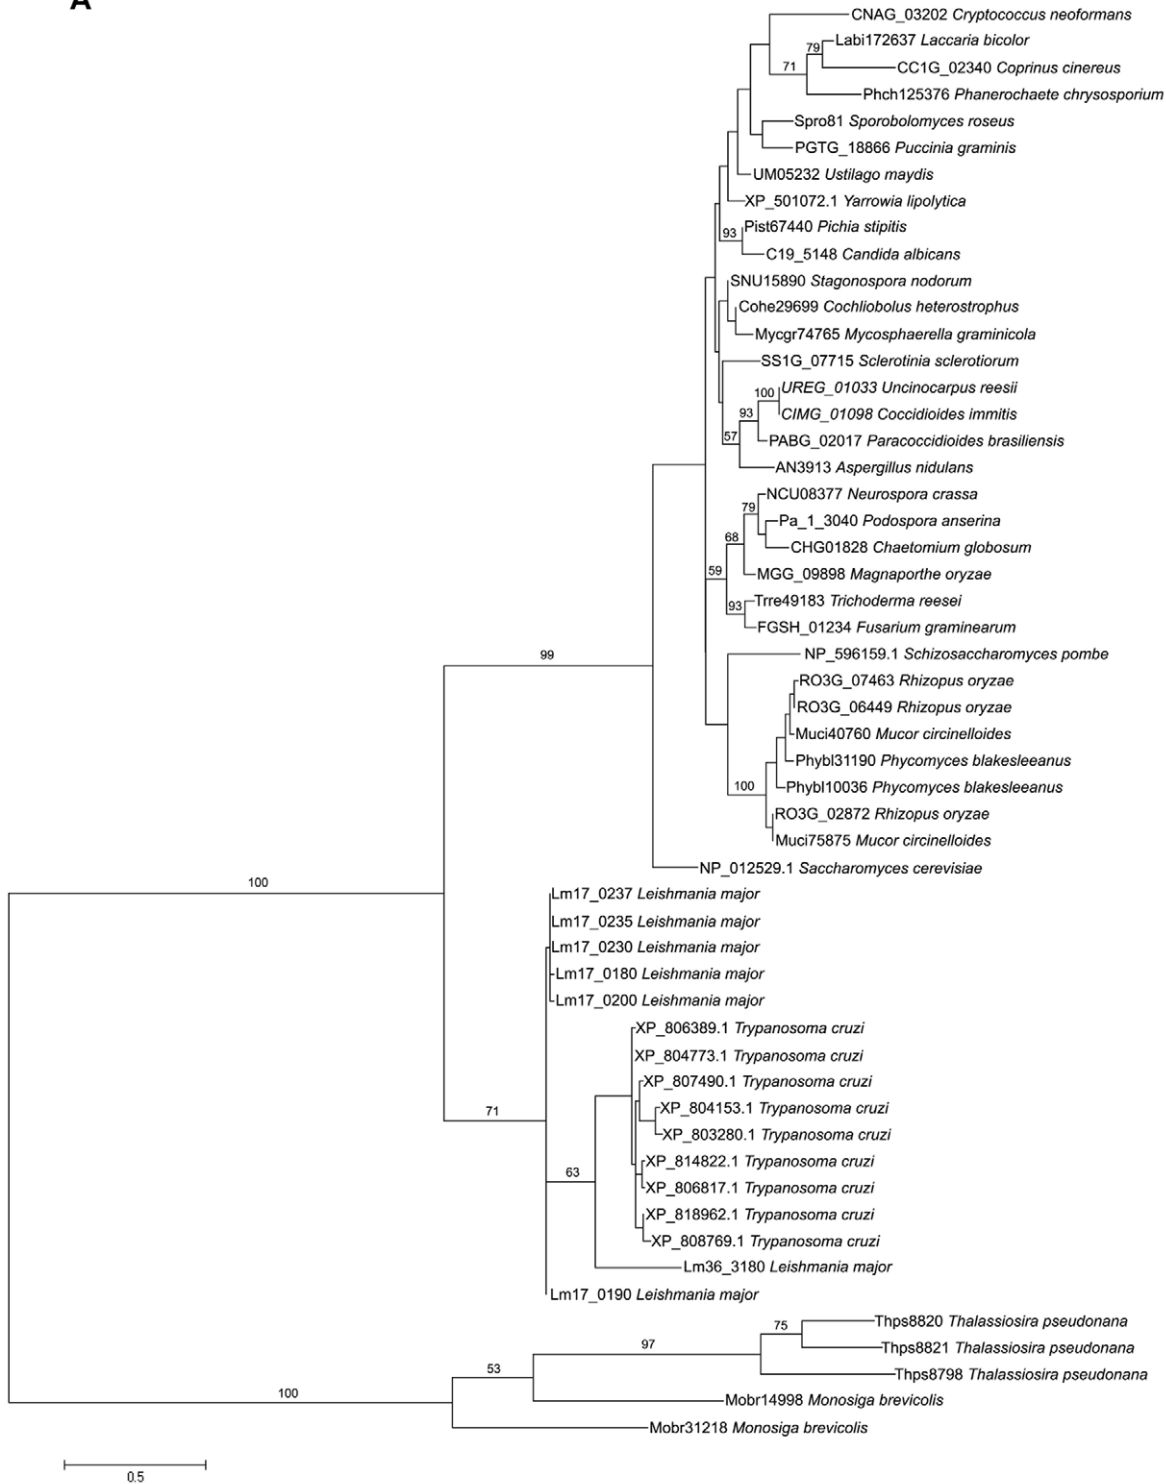 A
CNAG_03202 Cryptococcus neoformans
79 Labi172637 Laccaria bicolor
71 CC1G_02340 Coprinus cinereus
Phch125376 Phanerochaete chrysosporium
Spro81 Sporobolomyces roseus
PGTG_18866 Puccinia graminis
UM05232 Ustilago maydis
XP_501072.1 Yarrowia lipolytica
93 Pist67440 Pichia stipitis
C19_5148 Candida albicans
SNU15890 Stagonospora nodorum
Cohe29699 Cochliobolus heterostrophus
Mycgr74765 Mycosphaerella graminicola
SS1G_07715 Sclerotinia sclerotiorum
100 UREG_01033 Uncinocarpus reesii
93 CIMG_01098 Coccidioides immitis
57 PABG_02017 Paracoccidioides brasiliensis
AN3913 Aspergillus nidulans
NCU08377 Neurospora crassa
79 Pa_1_3040 Podospora anserina
68 CHG01828 Chaetomium globosum
59 MGG_09898 Magnaporthe oryzae
93 Trre49183 Trichoderma reesei
FGSH_01234 Fusarium graminearum
99 NP_596159.1 Schizosaccharomyces pombe
RO3G_07463 Rhizopus oryzae
RO3G_06449 Rhizopus oryzae
Muci40760 Mucor circinelloides
Phybl31190 Phycomyces blakesleeanus
100 Phybl10036 Phycomyces blakesleeanus
RO3G_02872 Rhizopus oryzae
Muci75875 Mucor circinelloides
NP_012529.1 Saccharomyces cerevisiae
100
Lm17_0237 Leishmania major
Lm17_0235 Leishmania major
Lm17_0230 Leishmania major
Lm17_0180 Leishmania major
Lm17_0200 Leishmania major
XP_806389.1 Trypanosoma cruzi
XP_804773.1 Trypanosoma cruzi
XP_807490.1 Trypanosoma cruzi
71 XP_804153.1 Trypanosoma cruzi
XP_803280.1 Trypanosoma cruzi
XP_814822.1 Trypanosoma cruzi
63 XP_806817.1 Trypanosoma cruzi
XP_818962.1 Trypanosoma cruzi
XP_808769.1 Trypanosoma cruzi
Lm36_3180 Leishmania major
Lm17_0190 Leishmania major
75 Thps8820 Thalassiosira pseudonana
97 Thps8821 Thalassiosira pseudonana
53 Thps8798 Thalassiosira pseudonana
100 Mobr14998 Monosiga brevicolis
Mobr31218 Monosiga brevicolis
0.5